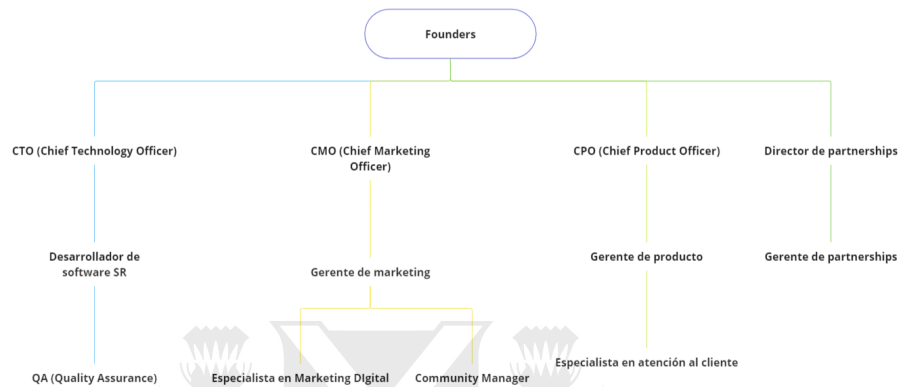 Founders
CTO (Chief Technology Officer)
CMO (Chief Marketing
Officer)
CPO (Chief Product Officer)
Director de partnerships
Desarrollador de
software SR
Gerente de marketing
Gerente de producto
Gerente de partnerships
QA (Quality Assurance)
Especialista en Marketing DIgital
Community Manager
Especialista en atención al cliente